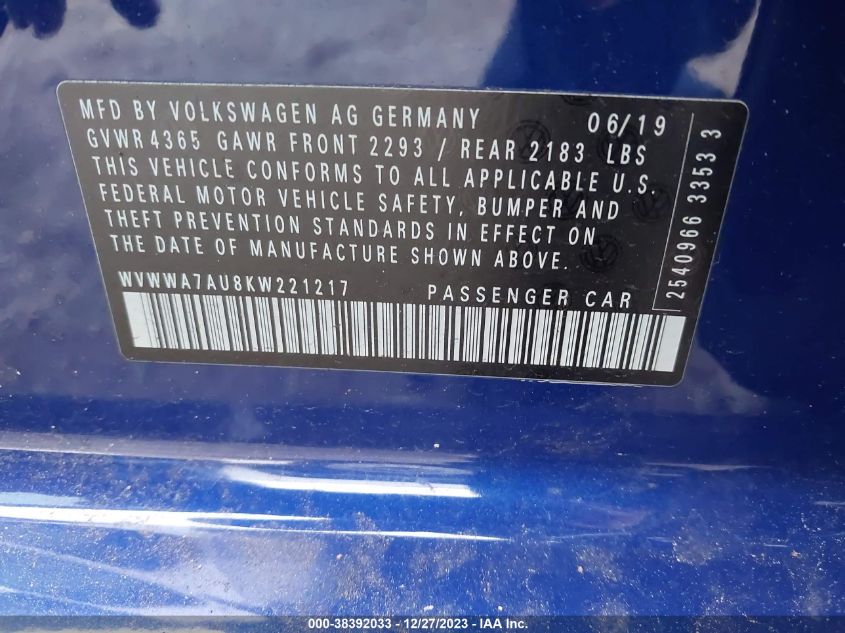 MFD BY VOLKSWAGEN AG GERMANY 06/19
GVWR 4365 GAWR FRONT 2293 / REAR 2183 LBS
THIS VEHICLE CONFORMS TO ALL APPLICABLE U.S.
FEDERAL MOTOR VEHICLE SAFETY, BUMPER AND
THEFT PREVENTION STANDARDS IN EFFECT ON
THE DATE OF MANUFACTURE SHOWN ABOVE.
WVWWA7AU8KW221217 PASSENGER CAR
2540966 33533 3
000-38392033 - 12/27/2023 - IAA Inc.